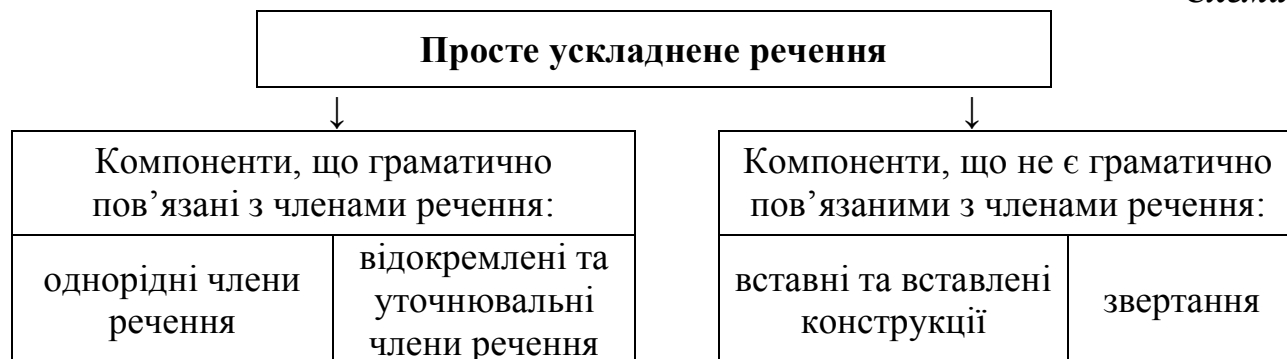 Просте ускладнене речення
↓
↓
Компоненти, що граматично
пов’язані з членами речення:
однорідні члени
речення
відокремлені та
уточнювальні
члени речення
Компоненти, що не є граматично
пов’язаними з членами речення:
вставні та вставлені
конструкції
звертання